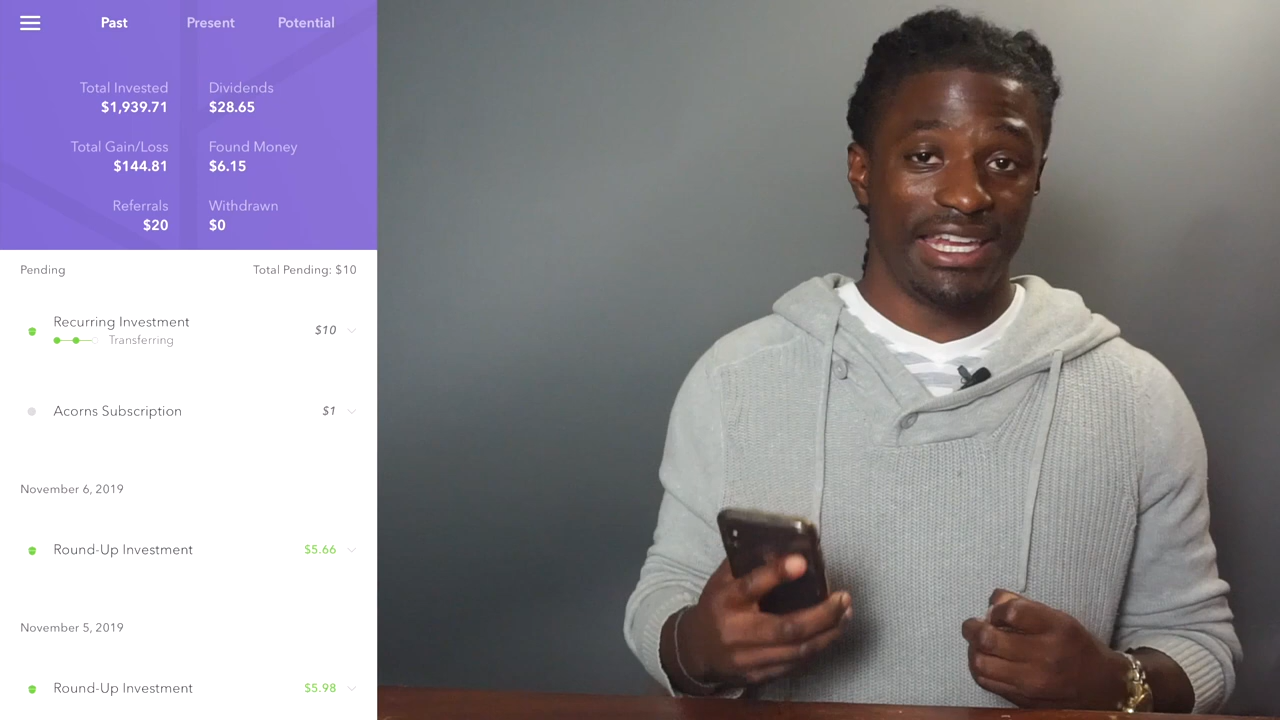 Past Present Potential
Total Invested Dividends
$1,939.71 $28.65
Total Gain/Loss Found Money
$144.81 $6.15
Referrals Withdrawn
$20 $0
Pending Total Pending: $10
Recurring Investment $10
Transferring
Acorns Subscription $1
November 6, 2019
Round-Up Investment $5.66
November 5, 2019
Round-Up Investment $5.98